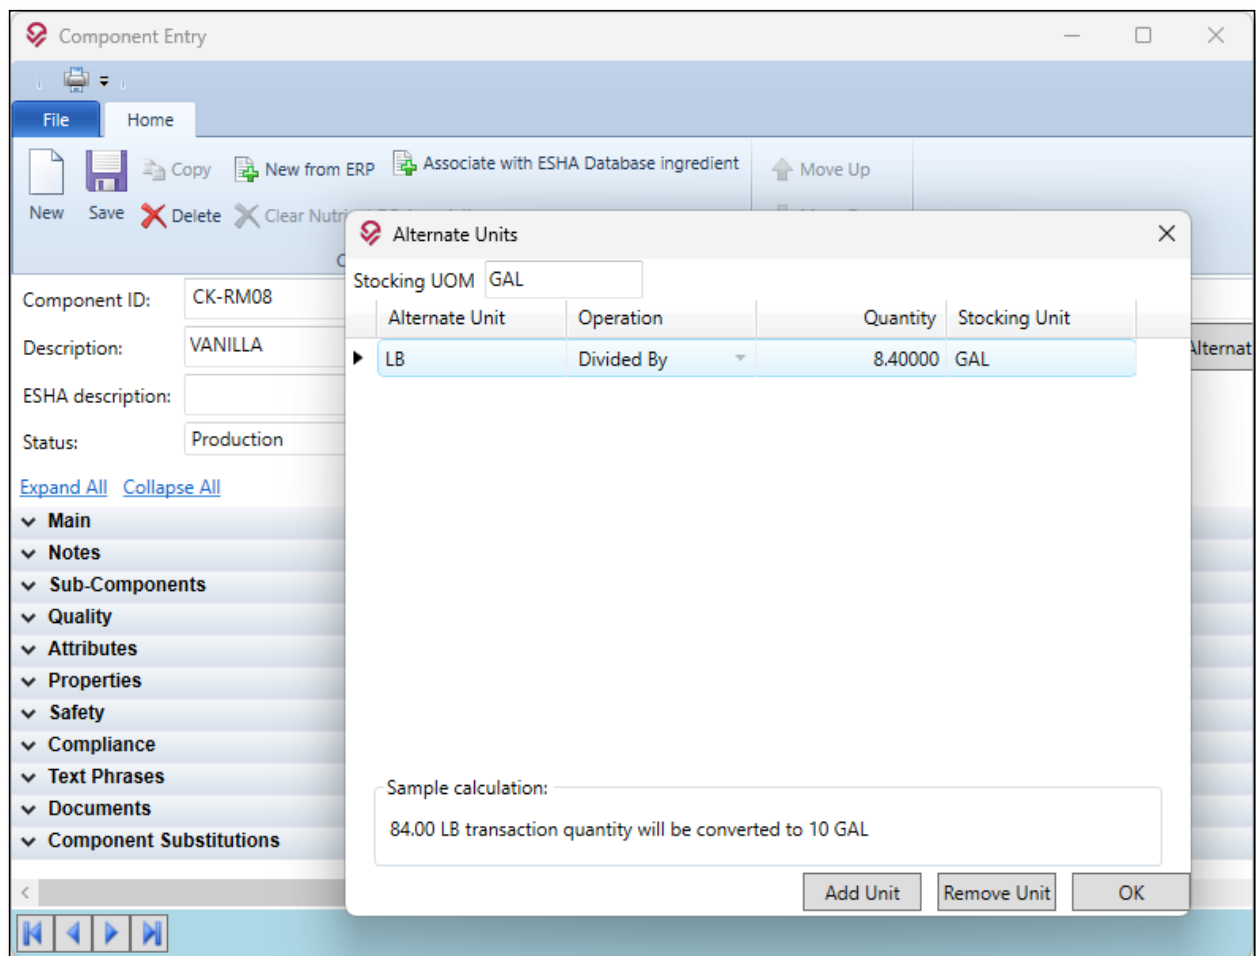 Component Entry
File Home
New Save Copy New from ERP Associate with ESHA Database ingredient Move Up
Delete
Alternate Units
Stocking UOM GAL
Alternate Unit Operation Quantity Stocking Unit
LB Divided By 8.40000 GAL
Component ID: CK-RM08
Description: VANILLA
Alternat
ESHA description:
Status: Production
Expand All Collapse All
Main
Notes
Sub-Components
Quality
Attributes
Properties
Safety
Compliance
Text Phrases
Documents
Component Substitutions
Sample calculation:
84.00 LB transaction quantity will be converted to 10 GAL
Add Unit Remove Unit OK